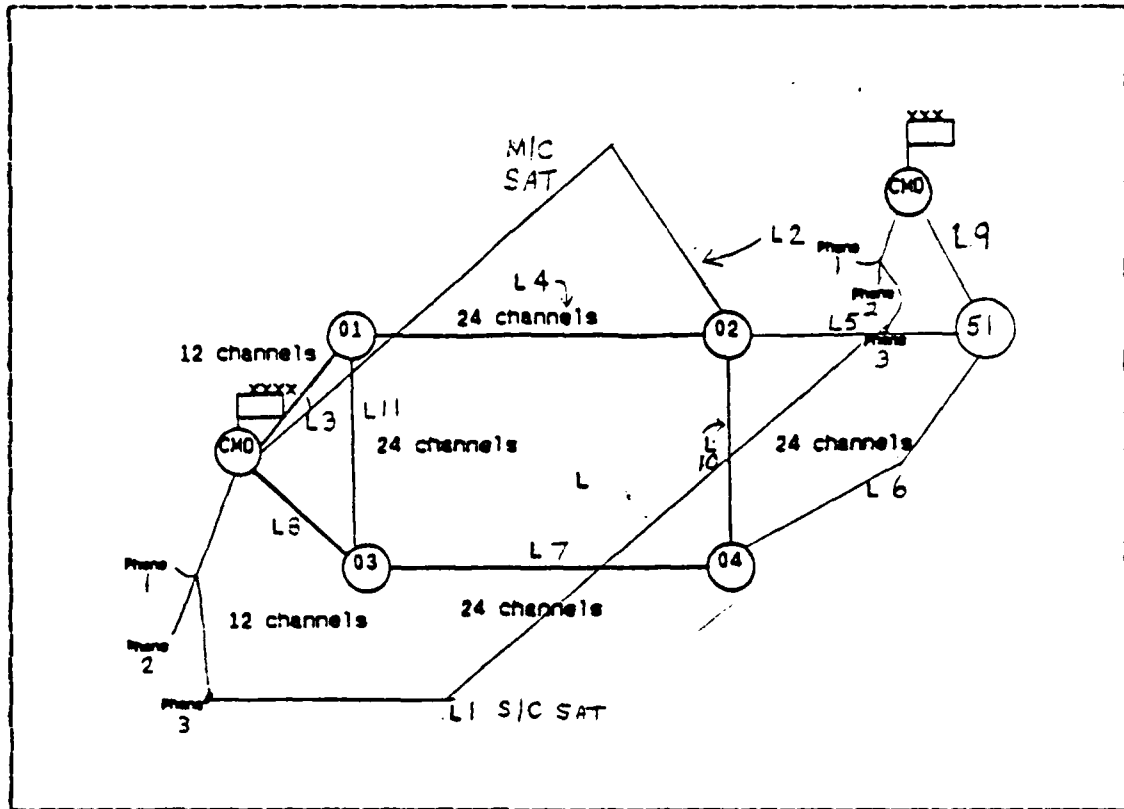 xxx
M/C
SAT
CMD
L2
L9
Phone
1
Phone
2
L4
24 channels
01
02
L5
Phone
3
51
12 channels
xxxx
L3
L11
CMD
24 channels
L
10
24 channels
L
L6
L8
03
L7
04
Phone
1
12 channels
24 channels
Phone
2
Phone
3
L1 S/C SAT